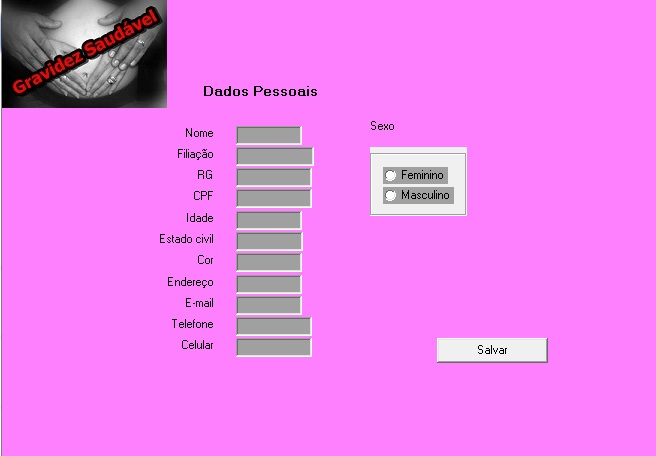 Gravidez Saudável
Dados Pessoais
Nome
Filiação
RG
CPF
Idade
Estado civil
Cor
Endereço
E-mail
Telefone
Celular
Sexo
Feminino
Masculino
Salvar